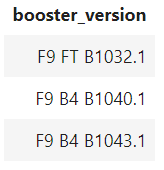 booster_version
F9 FT B1032.1
F9 B4 B1040.1
F9 B4 B1043.1